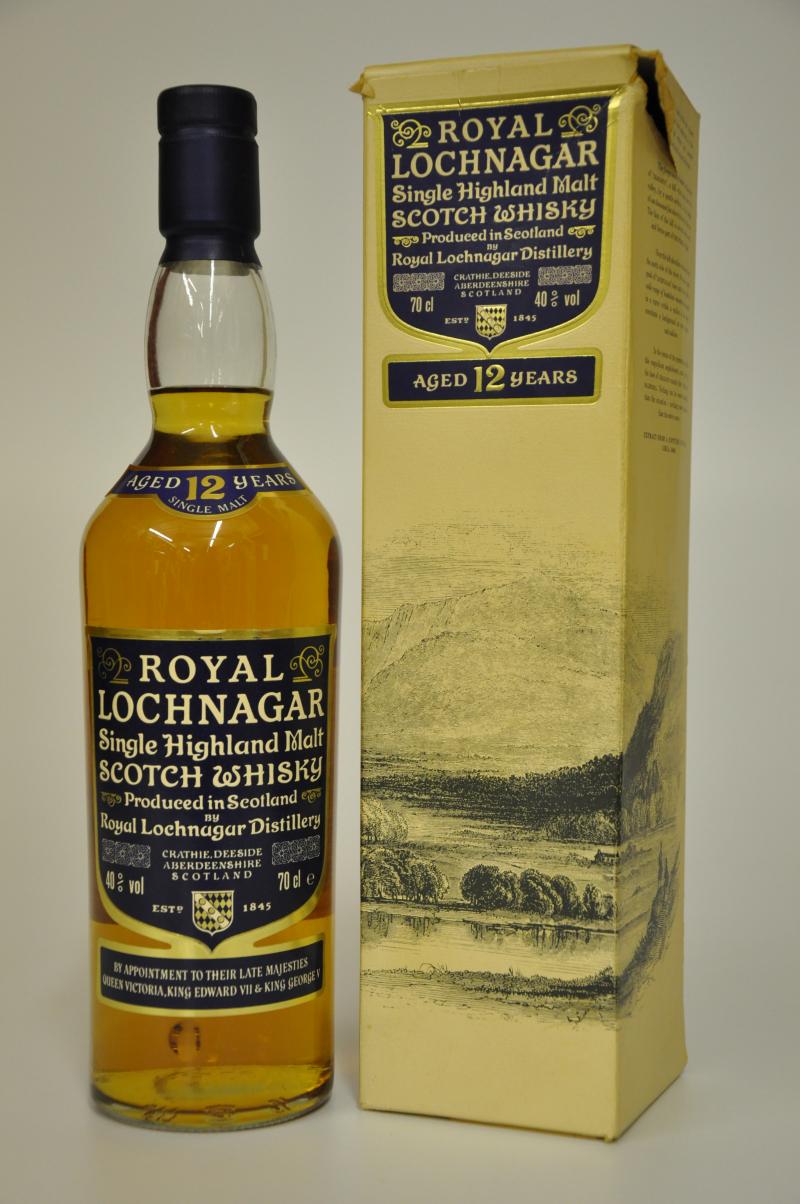 AGED 12 YEARS
SINGLE MALT
ROYAL
LOCHNAGAR
Single Highland Malt
SCOTCH WHISKY
Produced in Scotland
BY
Royal Lochnagar Distillery
CRATHIE, DEESIDE
ABERDEENSHIRE
SCOTLAND
40% vol 70 cl e
ESTD 1845
BY APPOINTMENT TO THEIR LATE MAJESTIES
QUEEN VICTORIA, KING EDWARD VII & KING GEORGE V
ROYAL
LOCHNAGAR
Single Highland Malt
SCOTCH WHISKY
Produced in Scotland
BY
Royal Lochnagar Distillery
CRATHIE, DEESIDE
ABERDEENSHIRE
SCOTLAND
70 cl 40% vol
ESTD 1845
AGED 12 YEARS